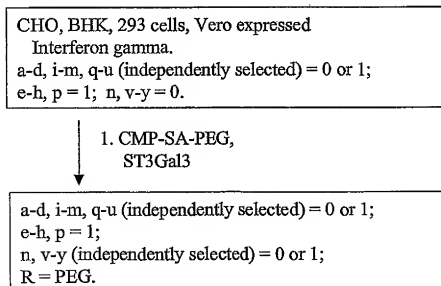 CHO, BHK, 293 cells, Vero expressed
Interferon gamma.
a-d, i-m, q-u (independently selected) = 0 or 1;
e-h, p = 1; n, v-y = 0.
1. CMP-SA-PEG,
ST3Gal3
a-d, i-m, q-u (independently selected) = 0 or 1;
e-h, p = 1;
n, v-y (independently selected) = 0 or 1;
R = PEG.